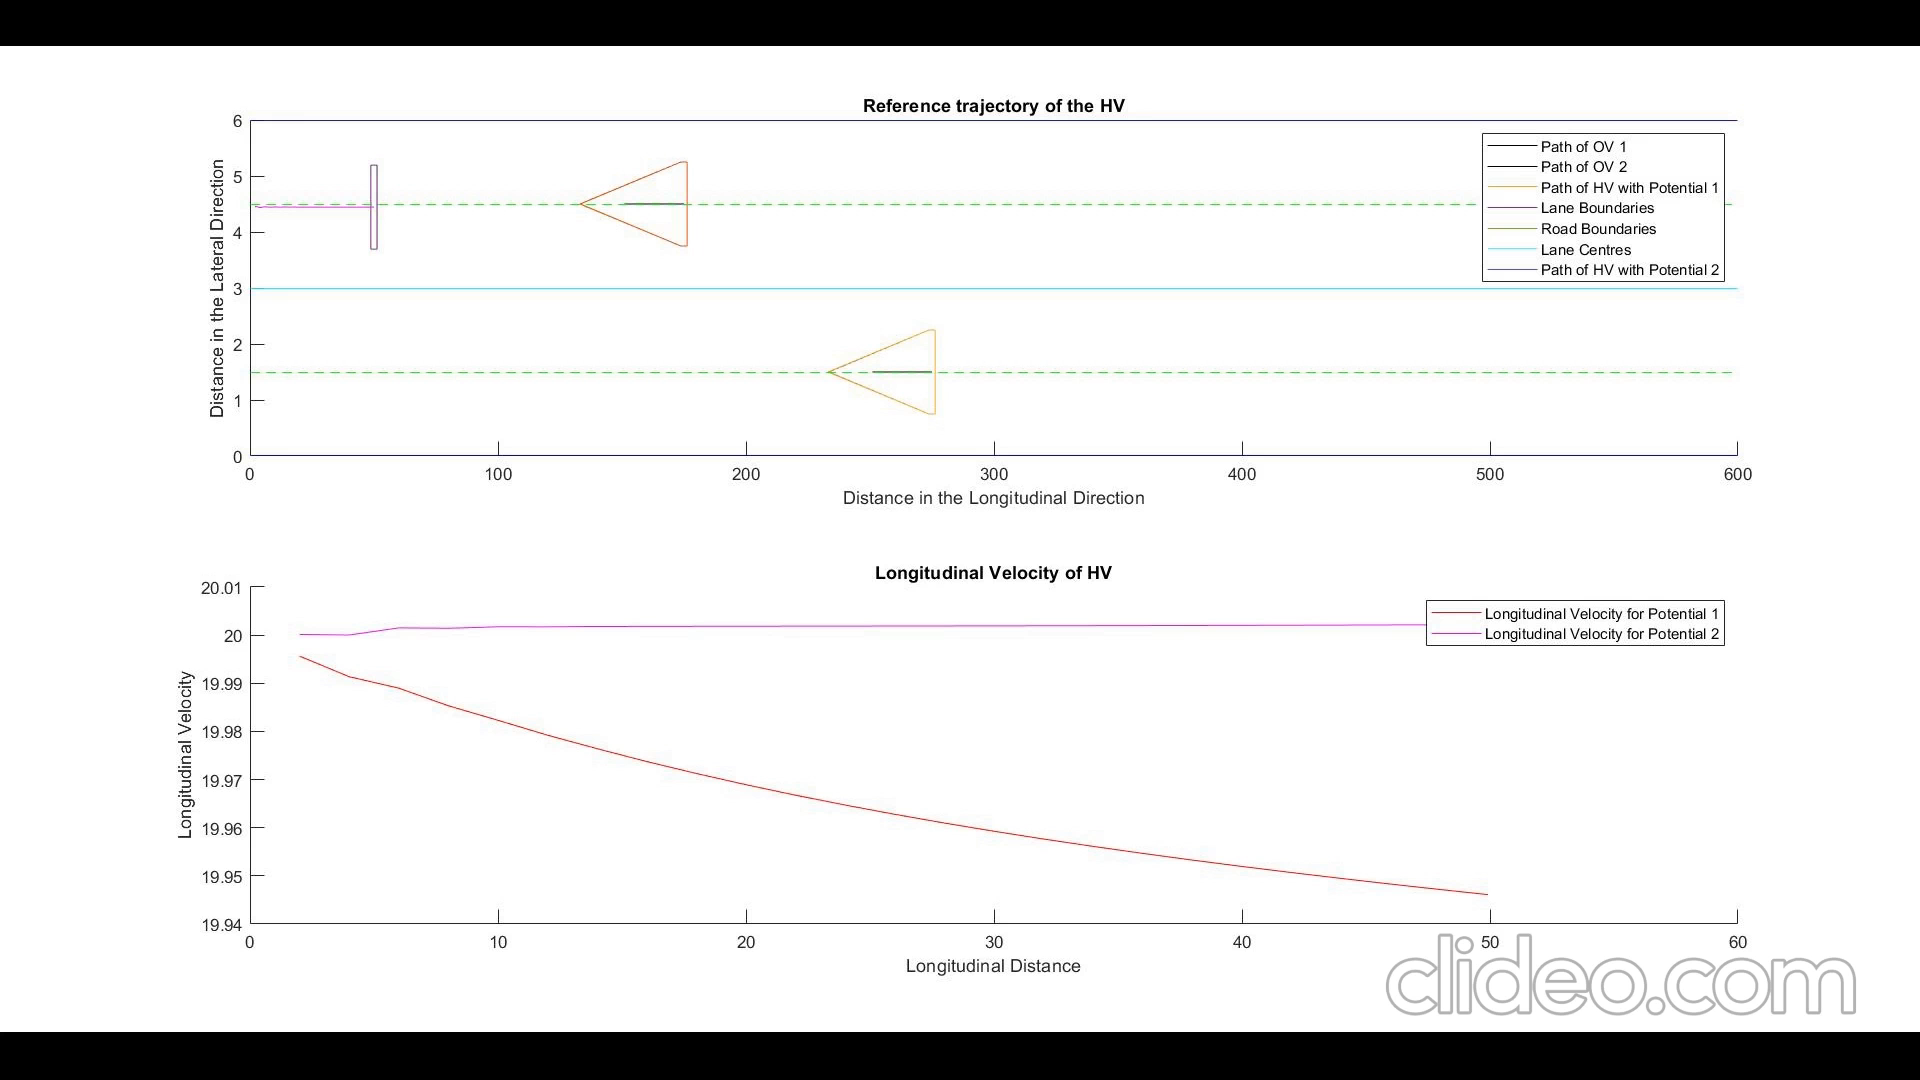 Reference trajectory of the HV
6
5
4
3
2
1
0
Distance in the Lateral Direction
Path of OV 1
Path of OV 2
Path of HV with Potential 1
Lane Boundaries
Road Boundaries
Lane Centres
Path of HV with Potential 2
0 100 200 300 400 500 600
Distance in the Longitudinal Direction
Longitudinal Velocity of HV
20.01
20
19.99
19.98
19.97
19.96
19.95
19.94
Longitudinal Velocity
Longitudinal Velocity for Potential 1
Longitudinal Velocity for Potential 2
0 10 20 30 40 50 60
Longitudinal Distance
clideo.com